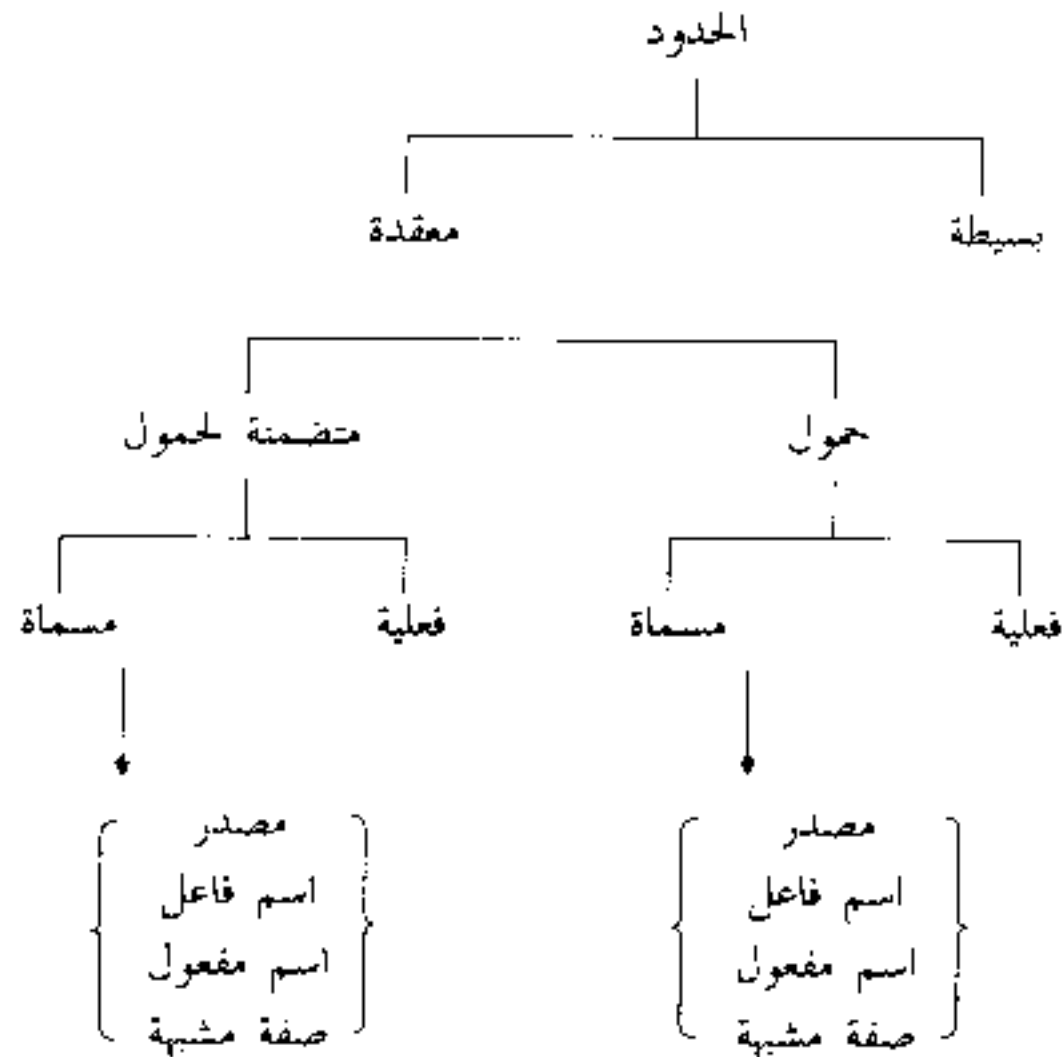 الحدود
بسيطة معقدة
حمول متضمنة لحمول
فعلية مسماة فعلية مسماة
مصدر مصدر
اسم فاعل اسم فاعل
اسم مفعول اسم مفعول
صفة مشبهة صفة مشبهة